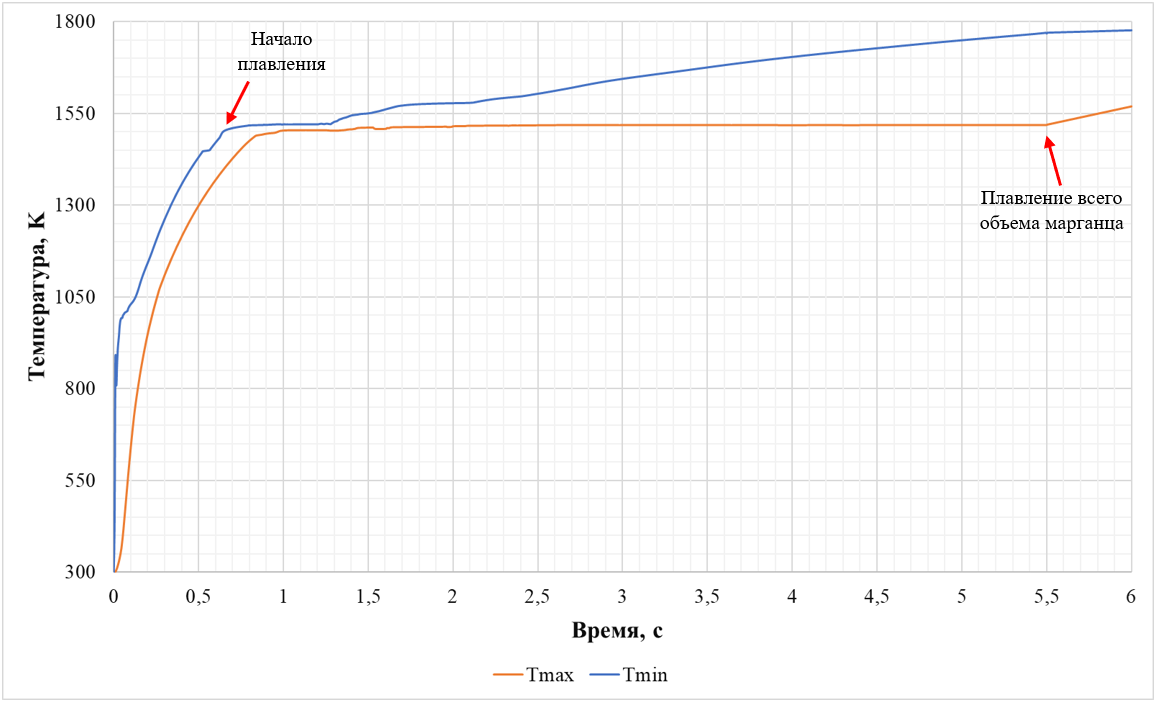 1800
1550
1300
1050
800
550
300
Температура, К
Начало
плавления
Плавление всего
объема марганца
0 0,5 1 1,5 2 2,5 3 3,5 4 4,5 5 5,5 6
Время, с
Tmax Tmin